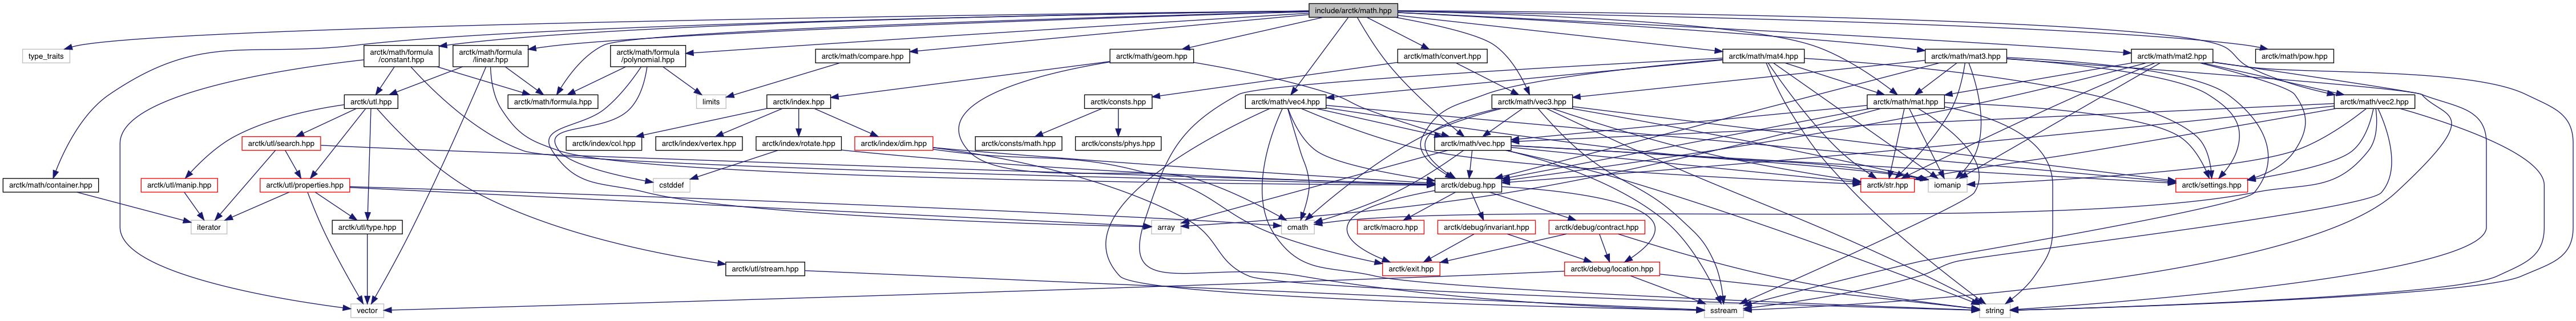 include/arctk/math.hpp
type_traits
arctk/math/formula
/constant.hpp
arctk/math/formula
/linear.hpp
arctk/math/formula
/polynomial.hpp
arctk/math/compare.hpp
arctk/math/geom.hpp
arctk/math/convert.hpp
arctk/math/mat4.hpp
arctk/math/mat3.hpp
arctk/math/mat2.hpp
arctk/math/pow.hpp
arctk/utl.hpp
arctk/math/formula.hpp
limits
arctk/index.hpp
arctk/consts.hpp
arctk/math/vec4.hpp
arctk/math/vec3.hpp
arctk/math/mat.hpp
arctk/math/vec2.hpp
arctk/utl/search.hpp
arctk/index/col.hpp
arctk/index/vertex.hpp
arctk/index/rotate.hpp
arctk/index/dim.hpp
arctk/consts/math.hpp
arctk/consts/phys.hpp
arctk/math/vec.hpp
arctk/math/container.hpp
arctk/utl/manip.hpp
arctk/utl/properties.hpp
cstddef
arctk/debug.hpp
arctk/str.hpp
iomanip
arctk/settings.hpp
iterator
arctk/utl/type.hpp
array
cmath
arctk/macro.hpp
arctk/debug/invariant.hpp
arctk/debug/contract.hpp
arctk/utl/stream.hpp
arctk/exit.hpp
arctk/debug/location.hpp
vector
sstream
string